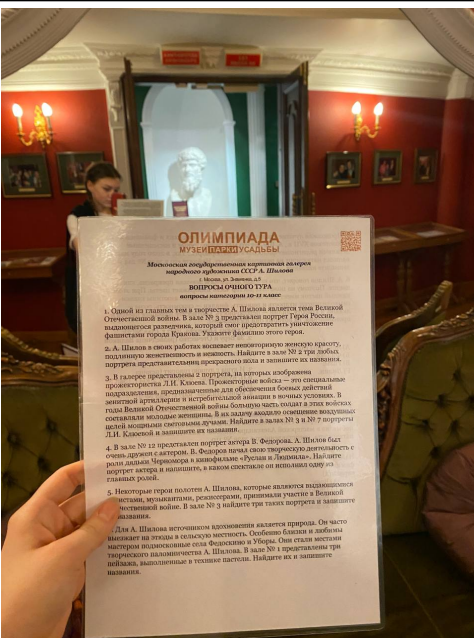 ОЛИМПИАДА
МУЗЕИ ПАРКИ УСАДЬБЫ
Московская государственная картинная галерея
народного художника СССР А. Шилова
г. Москва, ул. Знаменка, д.5
ВОПРОСЫ ОЧНОГО ТУРА
вопросы категории 10-11 класс
1. Одной из главных тем в творчестве А. Шилова является тема Великой
Отечественной войны. В зале № 3 представлен портрет Героя России,
выдающегося разведчика, который смог предотвратить уничтожение
фашистами города Кракова. Укажите фамилию этого героя.
2. А. Шилов в своих работах воспевает неповторимую женскую красоту,
подлинную женственность и нежность. Найдите в зале № 2 три любых
портрета представительниц прекрасного пола и запишите их названия.
3. В галерее представлены 2 портрета, на которых изображена
прожектористка Л.И. Клюева. Прожекторные войска — это специальные
подразделения, предназначенные для обеспечения боевых действий
зенитной артиллерии и истребительной авиации в ночных условиях. В
годы Великой Отечественной войны большую часть солдат в этих войсках
составляли молодые женщины. В их задачу входило освещение воздушных
целей мощными световыми лучами. Найдите в залах № 3 и № 7 портреты
Л.И. Клюевой и запишите их названия.
4. В зале № 12 представлен портрет актера В. Федорова. А. Шилов был
очень дружен с актером. В. Федоров начал свою творческую деятельность с
роли дядьки Черномора в кинофильме «Руслан и Людмила». Найдите
портрет актера и напишите, в каком спектакле он исполнил одну из
главных ролей.
5. Некоторые герои полотен А. Шилова, которые являются выдающимися
музыкантами, режиссерами, принимали участие в Великой
войне. В зале № 3 найдите три таких портрета и запишите
названия.
Для А. Шилова источником вдохновения является природа. Он часто
выезжает на этюды в сельскую местность. Особенно близки и любимы
мастером подмосковные села Федоскино и Уборы. Они стали местами
творческого паломничества А. Шилова. В зале № 1 представлены три
пейзажа, выполненные в технике пастели. Найдите их и запишите
названия.